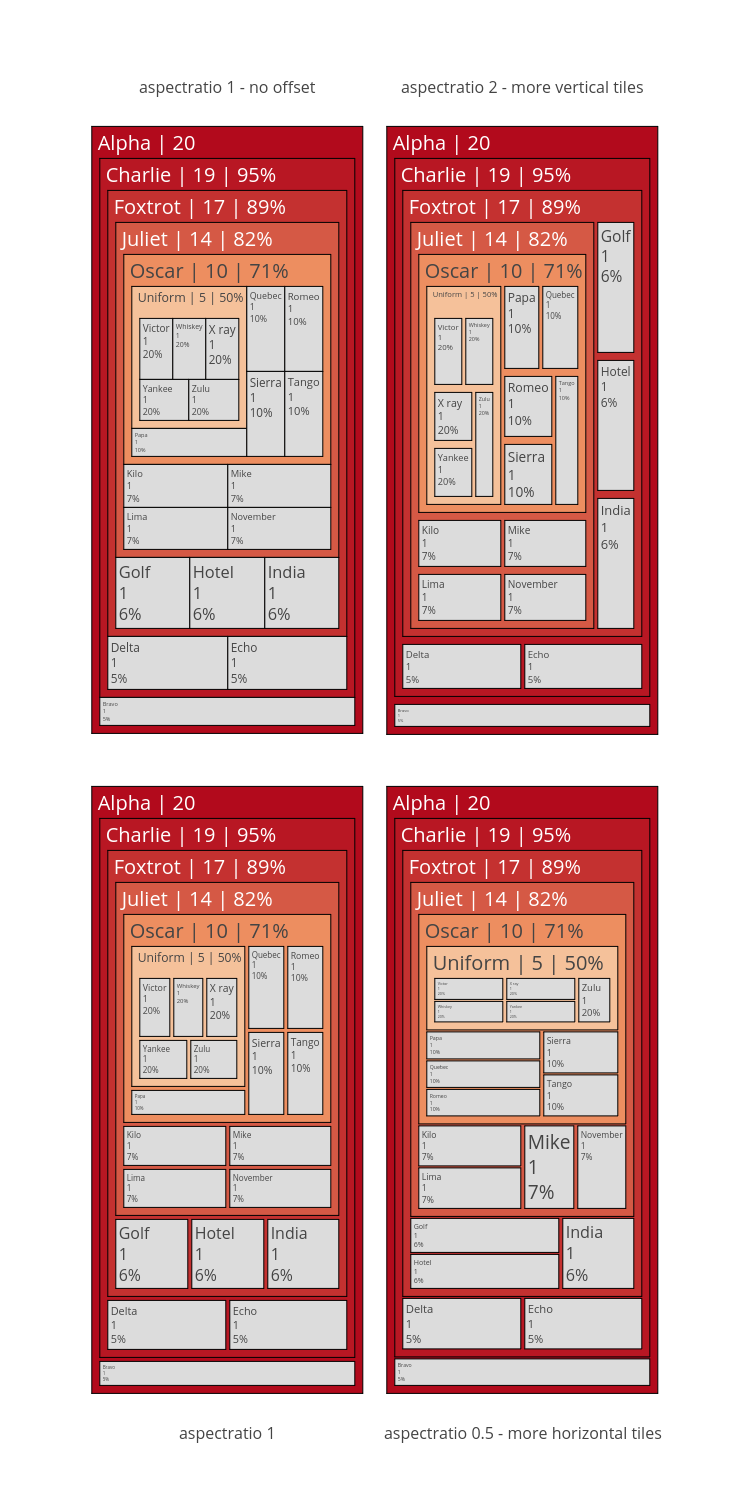 aspectratio 1 - no offset
aspectratio 2 - more vertical tiles
Alpha | 20
Charlie | 19 | 95%
Foxtrot | 17 | 89%
Juliet | 14 | 82%
Oscar | 10 | 71%
Uniform | 5 | 50%
Victor
1
20%
Whiskey
1
20%
X ray
1
20%
Yankee
1
20%
Zulu
1
20%
Papa
1
10%
Quebec
1
10%
Romeo
1
10%
Sierra
1
10%
Tango
1
10%
Kilo
1
7%
Mike
1
7%
Lima
1
7%
November
1
7%
Golf
1
6%
Hotel
1
6%
India
1
6%
Delta
1
5%
Echo
1
5%
Bravo
1
5%
Alpha | 20
Charlie | 19 | 95%
Foxtrot | 17 | 89%
Juliet | 14 | 82%
Oscar | 10 | 71%
Uniform | 5 | 50%
Victor
1
20%
Whiskey
1
20%
X ray
1
20%
Zulu
1
20%
Yankee
1
20%
Papa
1
10%
Quebec
1
10%
Romeo
1
10%
Tango
1
10%
Sierra
1
10%
Kilo
1
7%
Mike
1
7%
Lima
1
7%
November
1
7%
Golf
1
6%
Hotel
1
6%
India
1
6%
Delta
1
5%
Echo
1
5%
Bravo
1
5%
Alpha | 20
Charlie | 19 | 95%
Foxtrot | 17 | 89%
Juliet | 14 | 82%
Oscar | 10 | 71%
Uniform | 5 | 50%
Victor
1
20%
Whiskey
1
20%
X ray
1
20%
Yankee
1
20%
Zulu
1
20%
Papa
1
10%
Quebec
1
10%
Romeo
1
10%
Sierra
1
10%
Tango
1
10%
Kilo
1
7%
Mike
1
7%
Lima
1
7%
November
1
7%
Golf
1
6%
Hotel
1
6%
India
1
6%
Delta
1
5%
Echo
1
5%
Bravo
1
5%
Alpha | 20
Charlie | 19 | 95%
Foxtrot | 17 | 89%
Juliet | 14 | 82%
Oscar | 10 | 71%
Uniform | 5 | 50%
Victor
1
20%
X ray
1
20%
Zulu
1
20%
Whiskey
1
20%
Yankee
1
20%
Papa
1
10%
Sierra
1
10%
Quebec
1
10%
Tango
1
10%
Romeo
1
10%
Kilo
1
7%
Mike
1
7%
November
1
7%
Lima
1
7%
Golf
1
6%
India
1
6%
Hotel
1
6%
Delta
1
5%
Echo
1
5%
Bravo
1
5%
aspectratio 1
aspectratio 0.5 - more horizontal tiles